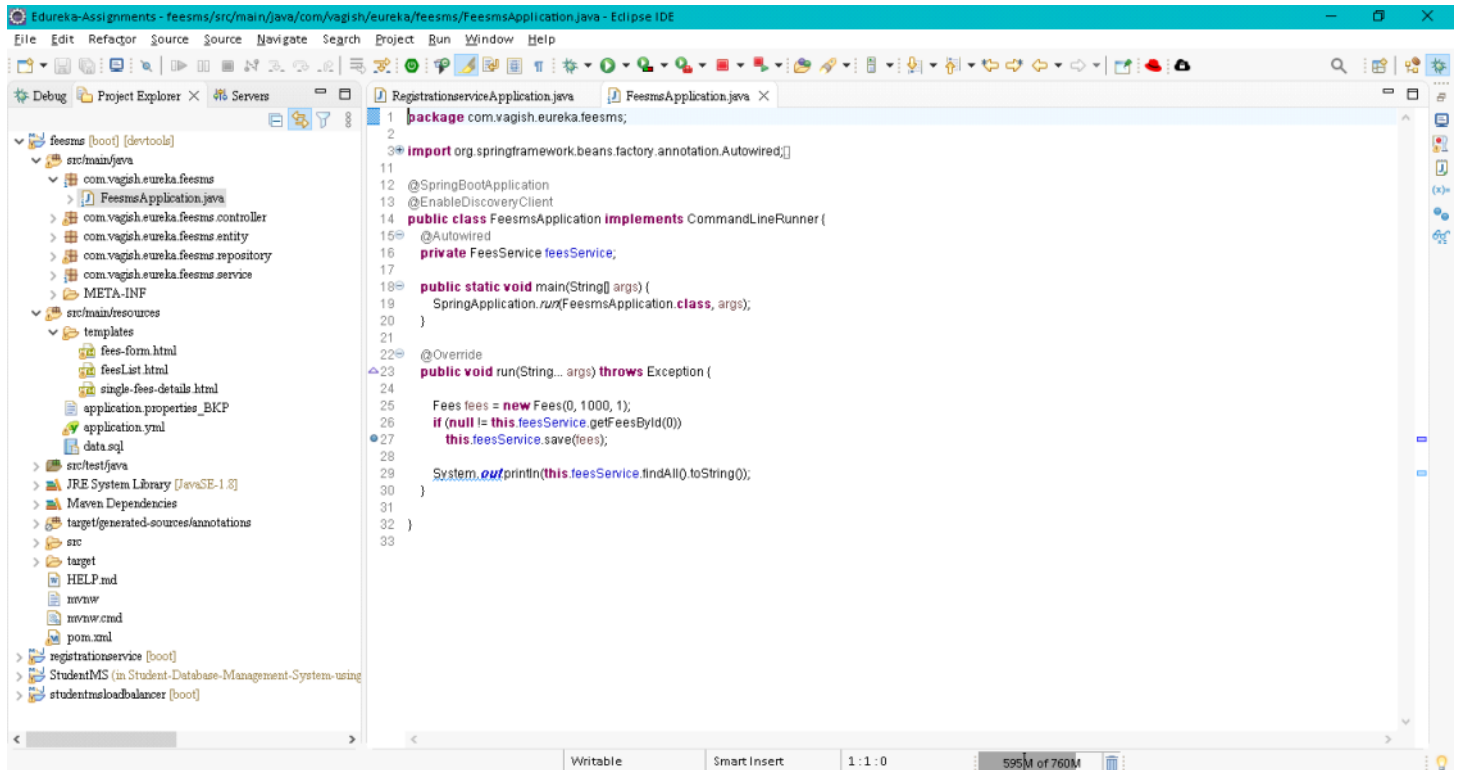 Edureka-Assignments - feesms/src/main/java/com/vagish/eureka/feesms/FeesmsApplication.java - Eclipse IDE
File Edit Refactor Source Source Navigate Search Project Run Window Help
Debug Project Explorer Servers
RegistrationserviceApplication.java FeesmsApplication.java
feesms [boot] [devtools]
src/main/java
com.vagish.eureka.feesms
FeesmsApplication.java
com.vagish.eureka.feesms.controller
com.vagish.eureka.feesms.entity
com.vagish.eureka.feesms.repository
com.vagish.eureka.feesms.service
META-INF
src/main/resources
templates
fees-form.html
feesList.html
single-fees-details.html
application.properties_BKP
application.yml
data.sql
src/test/java
JRE System Library [JavaSE-1.8]
Maven Dependencies
target/generated-sources/annotations
src
target
HELP.md
mvnw
mvnw.cmd
pom.xml
registrationservice [boot]
StudentMS (in Student-Database-Management-System-using
studentmsloadbalancer [boot]
1 package com.vagish.eureka.feesms;
2
3 import org.springframework.beans.factory.annotation.Autowired;
11
12 @SpringBootApplication
13 @EnableDiscoveryClient
14 public class FeesmsApplication implements CommandLineRunner {
15 @Autowired
16 private FeesService feesService;
17
18 public static void main(String[] args) {
19 SpringApplication.run(FeesmsApplication.class, args);
20 }
21
22 @Override
23 public void run(String... args) throws Exception {
24
25 Fees fees = new Fees(0, 1000, 1);
26 if (null != this.feesService.getFeesById(0))
27 this.feesService.save(fees);
28
29 System.out.println(this.feesService.findAll().toString());
30 }
31
32 }
33
Writable Smart Insert 1:1:0 595M of 760M